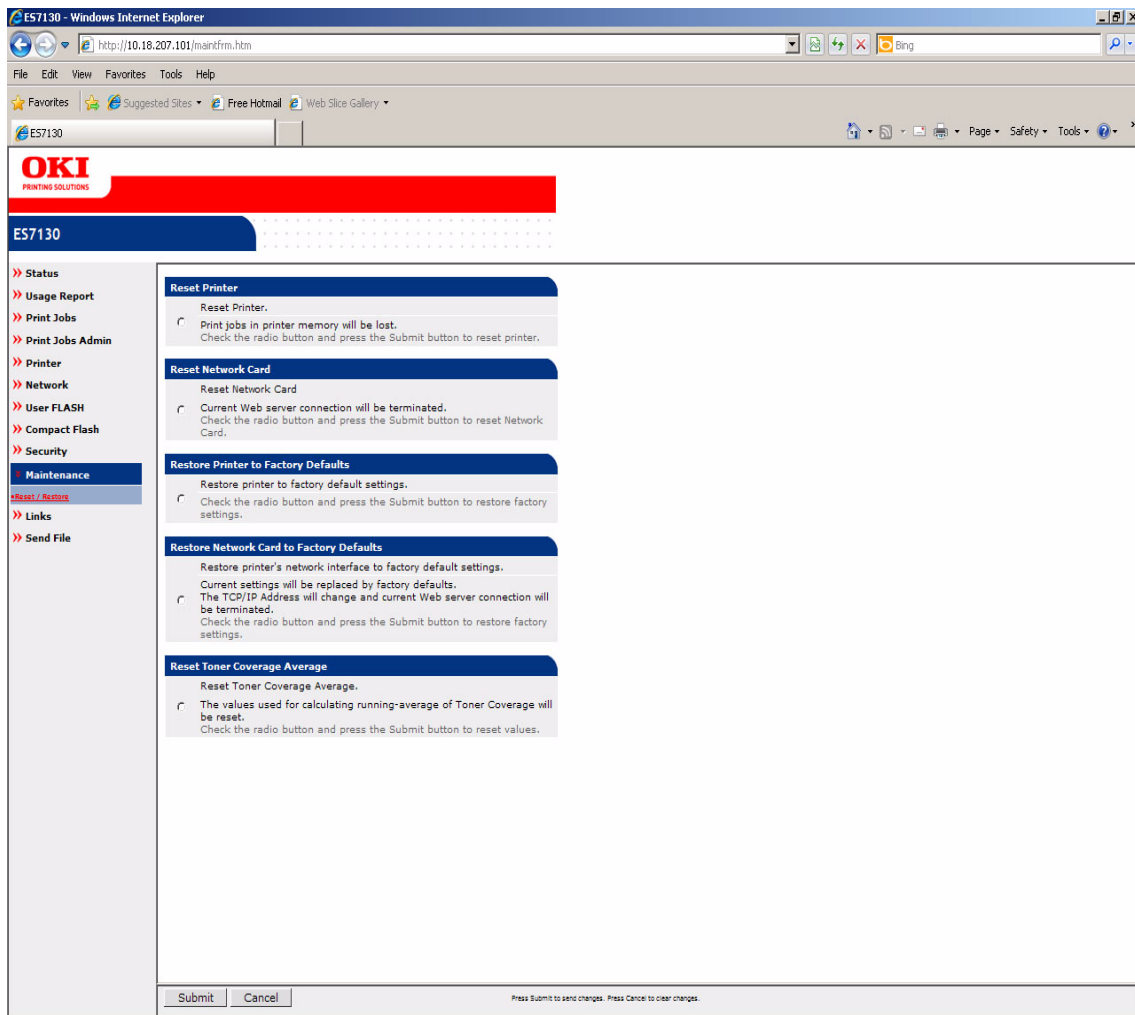 ES7130 - Windows Internet Explorer
http://10.18.207.101/maintfrm.htm
Bing
File Edit View Favorites Tools Help
Favorites Suggested Sites Free Hotmail Web Slice Gallery
ES7130
Page Safety Tools
OKI
PRINTING SOLUTIONS
ES7130
Status
Usage Report
Print Jobs
Print Jobs Admin
Printer
Network
User FLASH
Compact Flash
Security
Maintenance
Reset / Restore
Links
Send File
Reset Printer
Reset Printer.
Print jobs in printer memory will be lost.
Check the radio button and press the Submit button to reset printer.
Reset Network Card
Reset Network Card
Current Web server connection will be terminated.
Check the radio button and press the Submit button to reset Network
Card.
Restore Printer to Factory Defaults
Restore printer to factory default settings.
Check the radio button and press the Submit button to restore factory
settings.
Restore Network Card to Factory Defaults
Restore printer's network interface to factory default settings.
Current settings will be replaced by factory defaults.
The TCP/IP Address will change and current Web server connection will
be terminated.
Check the radio button and press the Submit button to restore factory
settings.
Reset Toner Coverage Average
Reset Toner Coverage Average.
The values used for calculating running-average of Toner Coverage will
be reset.
Check the radio button and press the Submit button to reset values.
Submit Cancel
Press Submit to send changes. Press Cancel to clear changes.